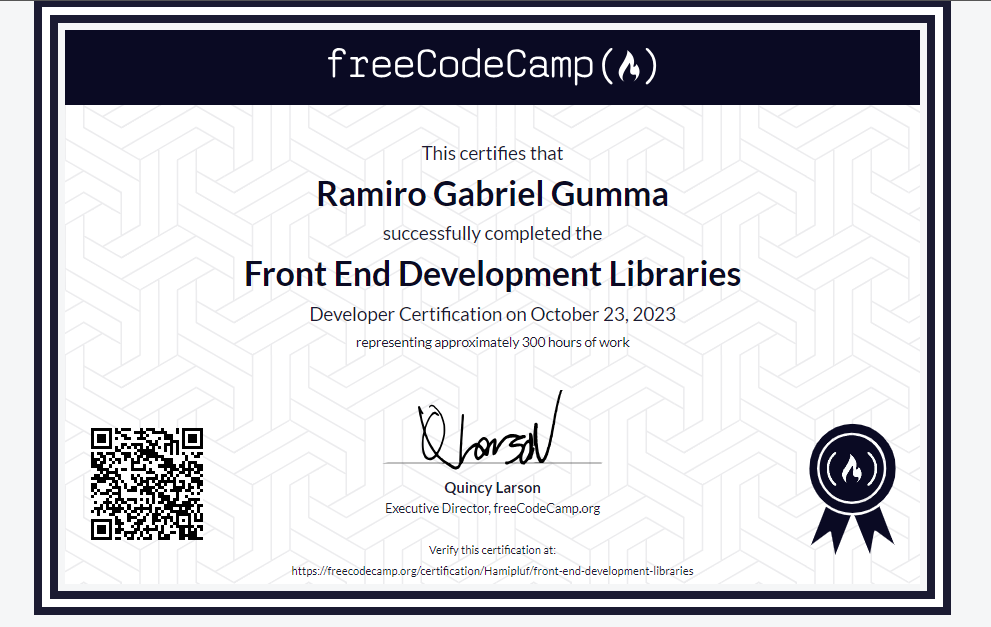 freeCodeCamp
This certifies that
Ramiro Gabriel Gumma
successfully completed the
Front End Development Libraries
Developer Certification on October 23, 2023
representing approximately 300 hours of work
Q Larson
Quincy Larson
Executive Director, freeCodeCamp.org
Verify this certification at:
https://freecodecamp.org/certification/Hamipluf/front-end-development-libraries